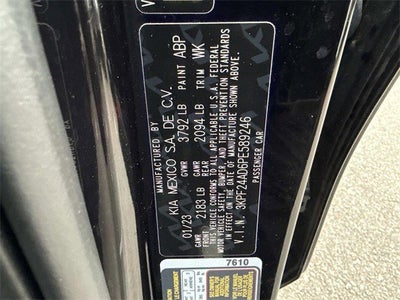 MANUFACTURED BY
KIA MEXICO S.A. DE C.V.
01/23 GVWR 3792 LB PAINT ABP
GAWR FRONT: 2183 LB GAWR REAR 2094 LB TRIM WK
THIS VEHICLE CONFORMS TO ALL APPLICABLE U.S.A. FEDERAL
MOTOR VEHICLE SAFETY, BUMPER, AND THEFT PREVENTION STANDARDS
IN EFFECT ON THE DATE OF MANUFACTURE SHOWN ABOVE.
V.I.N. 3KPF24AD6PE589246
PASSENGER CAR
7610